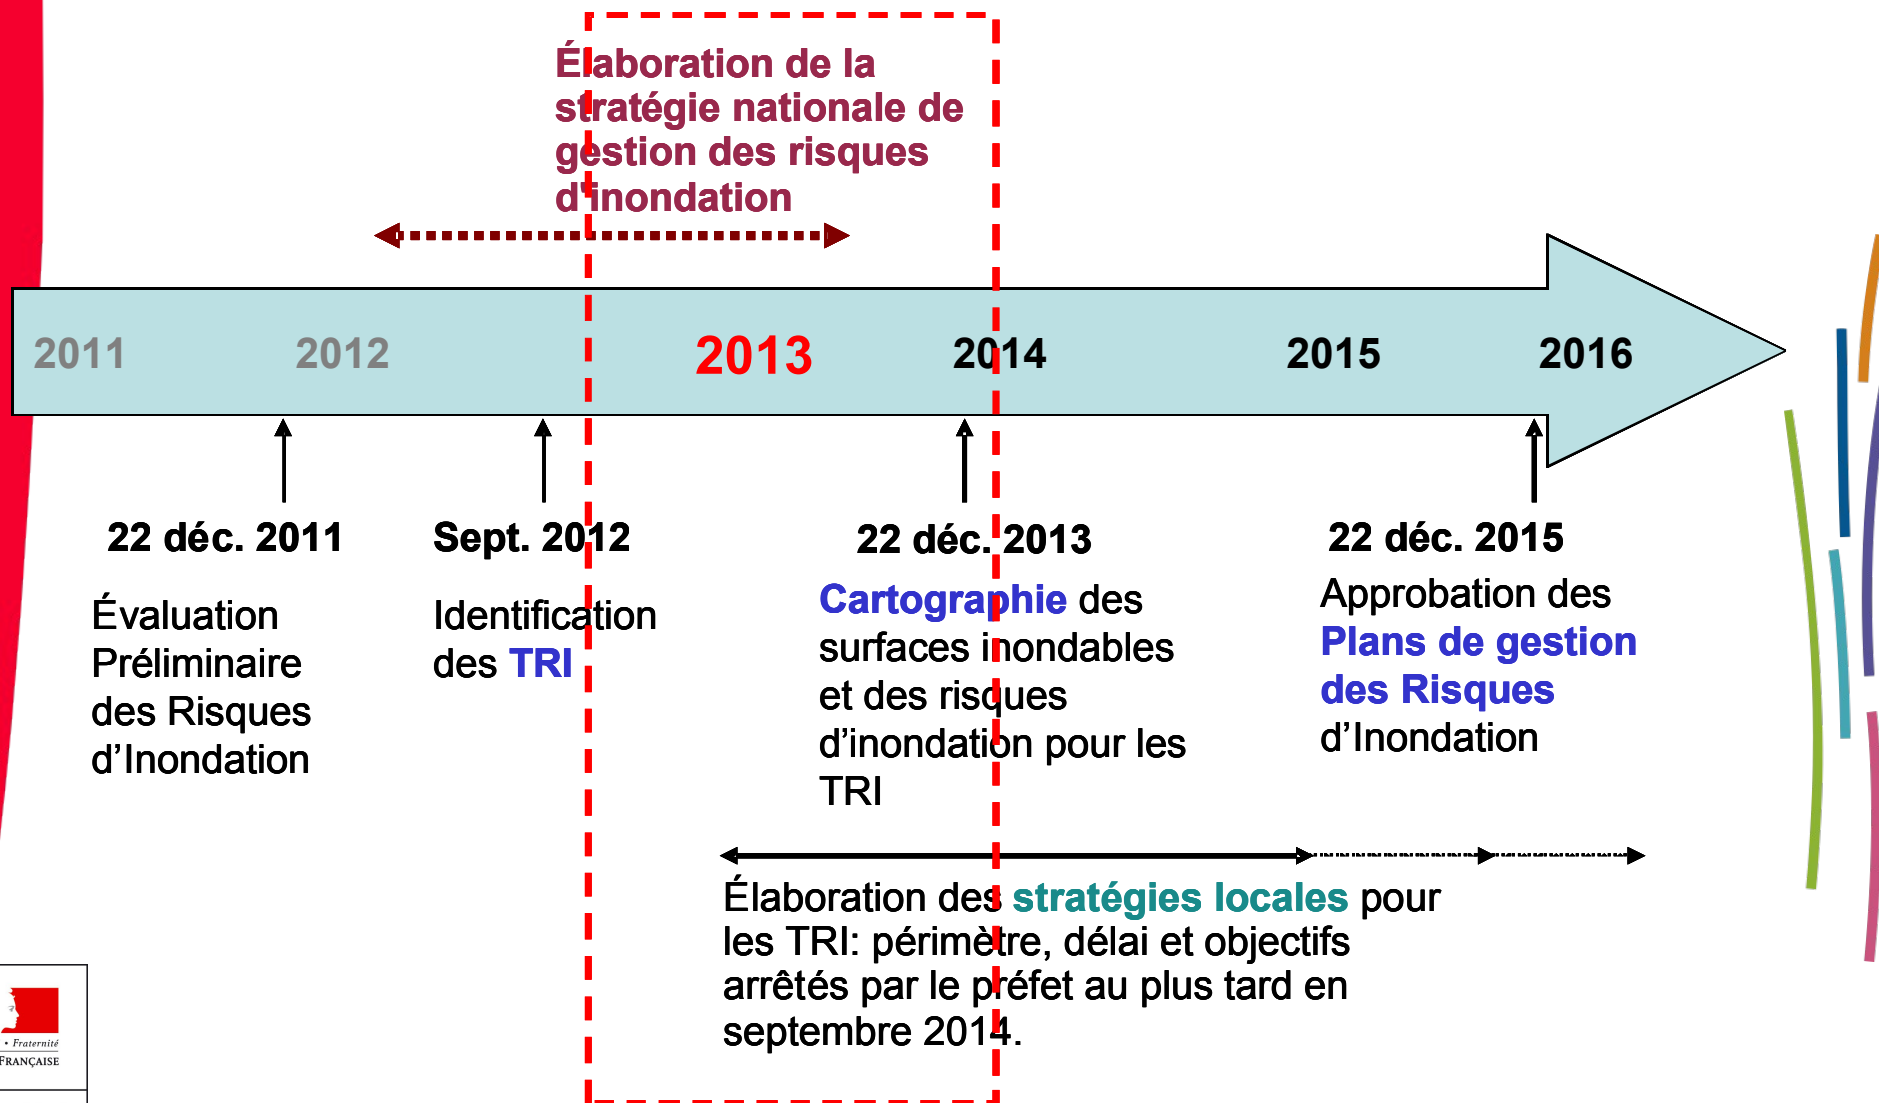 Élaboration de la
stratégie nationale de
gestion des risques
d'inondation
2011 2012 2013 2014 2015 2016
22 déc. 2011
Évaluation
Préliminaire
des Risques
d’Inondation
Sept. 2012
Identification
des TRI
22 déc. 2013
Cartographie des
surfaces inondables
et des risques
d’inondation pour les
TRI
22 déc. 2015
Approbation des
Plans de gestion
des Risques
d’Inondation
Élaboration des stratégies locales pour
les TRI: périmètre, délai et objectifs
arrêtés par le préfet au plus tard en
septembre 2014.
• Fraternité
FRANÇAISE